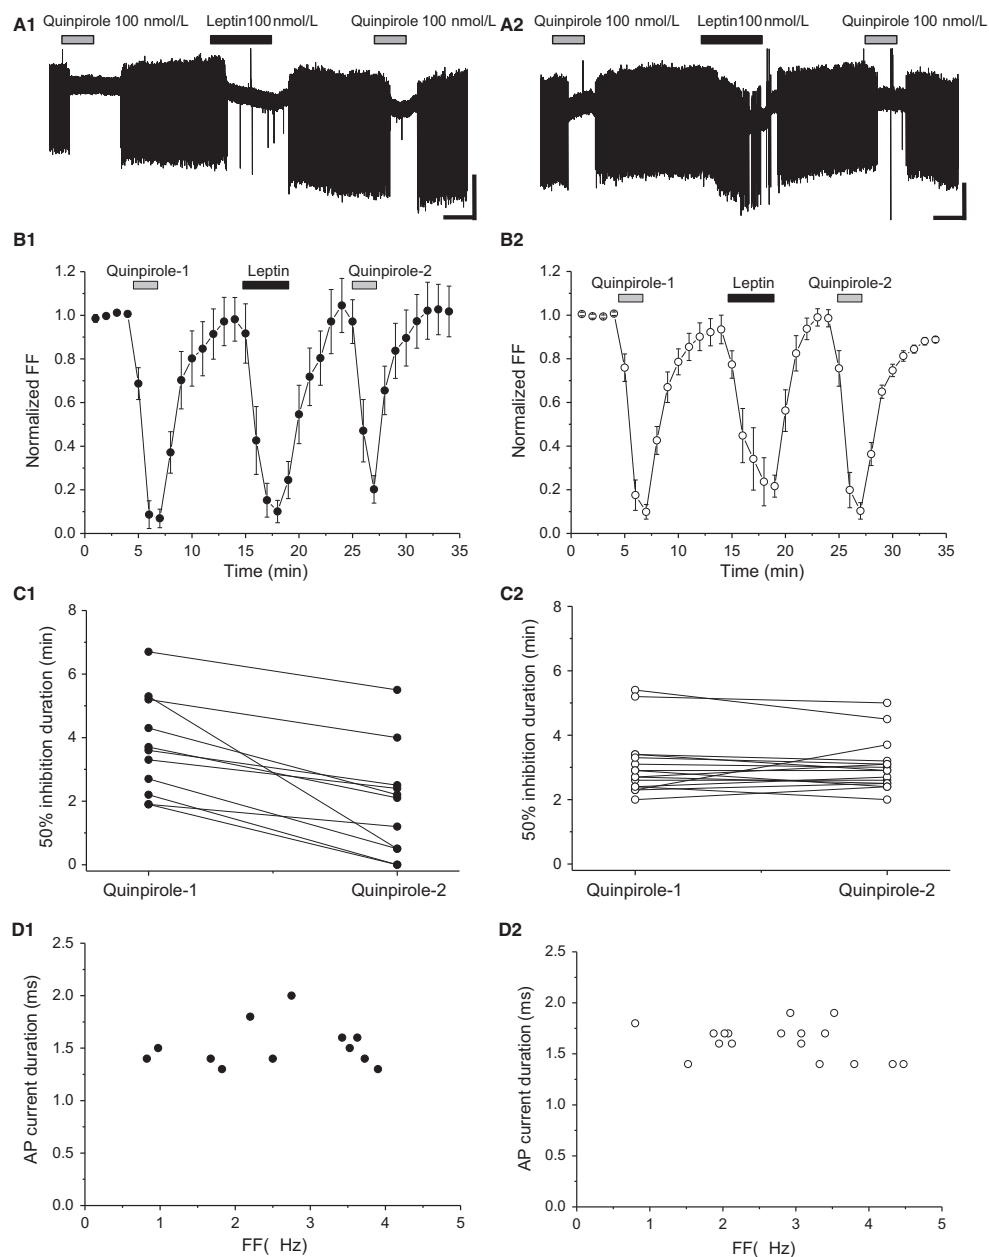 A1
Quinpirole 100 nmol/L
Leptin100 nmol/L
Quinpirole 100 nmol/L
A2
Quinpirole 100 nmol/L
Leptin100 nmol/L
Quinpirole 100 nmol/L
B1
Quinpirole-1
Leptin
Quinpirole-2
Normalized FF
1.2
1.0
0.8
0.6
0.4
0.2
0.0
0 5 10 15 20 25 30 35
Time (min)
B2
Quinpirole-1
Leptin
Quinpirole-2
Normalized FF
1.2
1.0
0.8
0.6
0.4
0.2
0.0
0 5 10 15 20 25 30 35
Time (min)
C1
50% inhibition duration (min)
8
6
4
2
0
Quinpirole-1 Quinpirole-2
C2
50% inhibition duration (min)
8
6
4
2
0
Quinpirole-1 Quinpirole-2
D1
AP current duration (ms)
2.5
2.0
1.5
1.0
0.5
0.0
0 1 2 3 4 5
FF( Hz)
D2
AP current duration (ms)
2.5
2.0
1.5
1.0
0.5
0.0
0 1 2 3 4 5
FF( Hz)